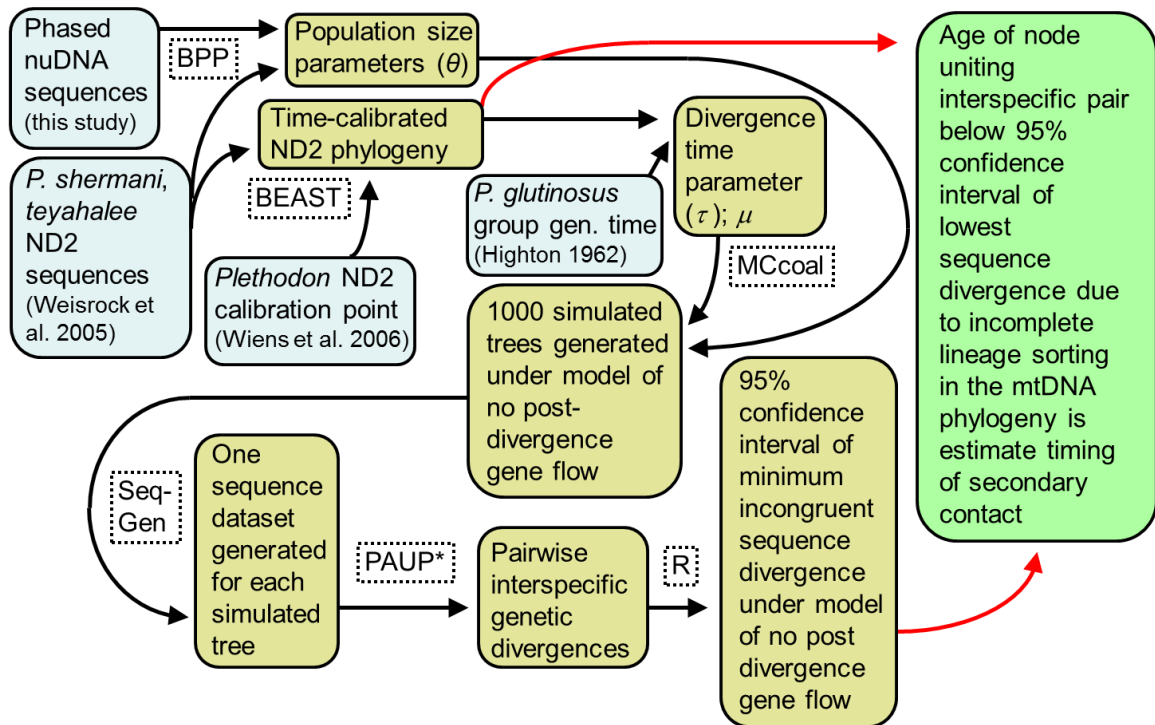 Phased
nuDNA
sequences
(this study)
BPP
Population size
parameters (θ)
Time-calibrated
ND2 phylogeny
P. shermani,
teyahalee
ND2
sequences
(Weisrock et
al. 2005)
BEAST
Plethodon ND2
calibration point
(Wiens et al. 2006)
P. glutinosus
group gen. time
(Highton 1962)
Divergence
time
parameter
(τ); μ
MCcoal
1000 simulated
trees generated
under model of
no post-
divergence
gene flow
Seq-
Gen
One
sequence
dataset
generated
for each
simulated
tree
PAUP*
Pairwise
interspecific
genetic
divergences
R
95%
confidence
interval of
minimum
incongruent
sequence
divergence
under model
of no post
divergence
gene flow
Age of node
uniting
interspecific pair
below 95%
confidence
interval of
lowest
sequence
divergence due
to incomplete
lineage sorting
in the mtDNA
phylogeny is
estimate timing
of secondary
contact